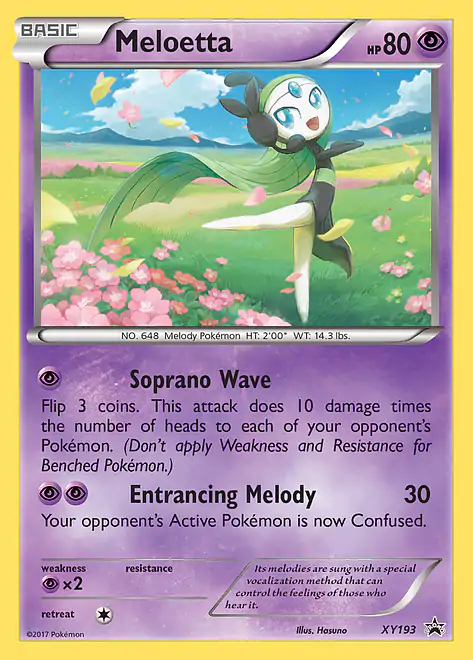 BASIC
Meloetta
HP80
NO. 648 Melody Pokémon HT: 2'00" WT: 14.3 lbs.
Soprano Wave
Flip 3 coins. This attack does 10 damage times
the number of heads to each of your opponent's
Pokémon. (Don't apply Weakness and Resistance for
Benched Pokémon.)
Entrancing Melody 30
Your opponent's Active Pokémon is now Confused.
weakness resistance
×2
retreat
Its melodies are sung with a special
vocalization method that can
control the feelings of those who
hear it.
©2017 Pokémon
Illus. Hasuno
XY193